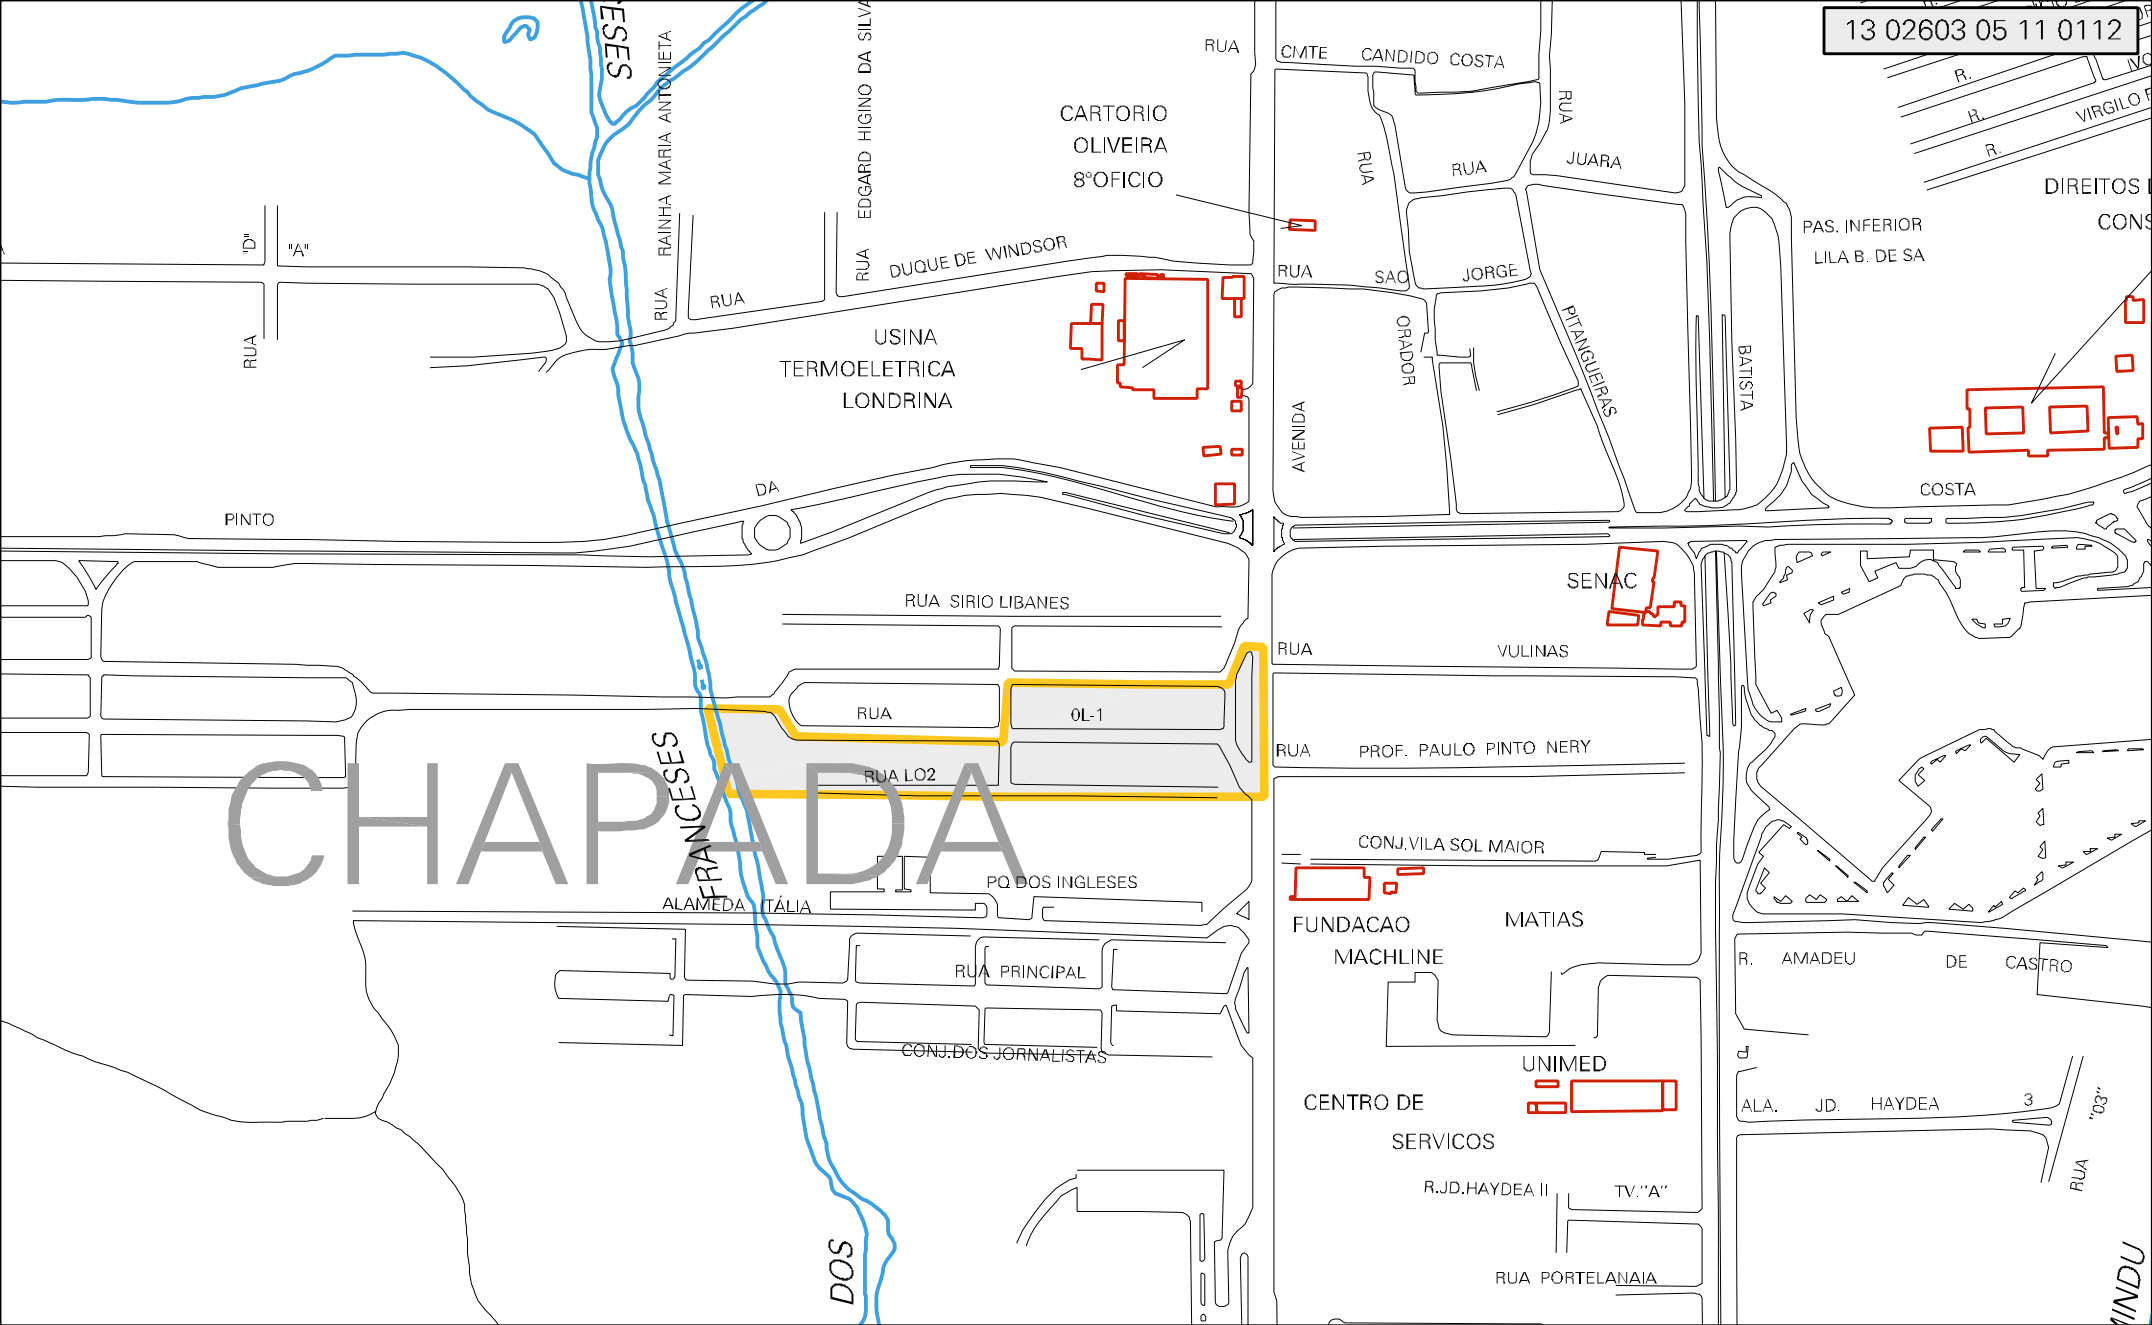 13 02603 05 11 0112
ESES
RUA RAINHA MARIA ANTONIETA
RUA EDGARD HIGINO DA SILVA
RUA
CMTE CANDIDO COSTA
R.
R.
R.
R.
VIRGILO
RUA
CARTORIO
OLIVEIRA
8°OFICIO
RUA
RUA JUARA
DIREITOS
CONS
PAS. INFERIOR
LILA B. DE SA
"D"
"A"
RUA
RUA DUQUE DE WINDSOR
RUA SAO JORGE
ORADOR
PITANGUEIRAS
BATISTA
USINA
TERMOELETRICA
LONDRINA
AVENIDA
PINTO
DA
COSTA
SENAC
RUA SIRIO LIBANES
RUA VULINAS
RUA 0L-1
RUA PROF. PAULO PINTO NERY
RUA LO2
CHAPADA
FRANCESES
CONJ.VILA SOL MAIOR
PQ DOS INGLESES
ALAMEDA ITÁLIA
FUNDACAO MATIAS
MACHLINE
RUA PRINCIPAL
R. AMADEU DE CASTRO
CONJ.DOS JORNALISTAS
UNIMED
CENTRO DE
SERVICOS
ALA. JD. HAYDEA 3
RUA "03"
R.JD.HAYDEA II
TV."A"
DOS
RUA PORTELANAIA
MINDU